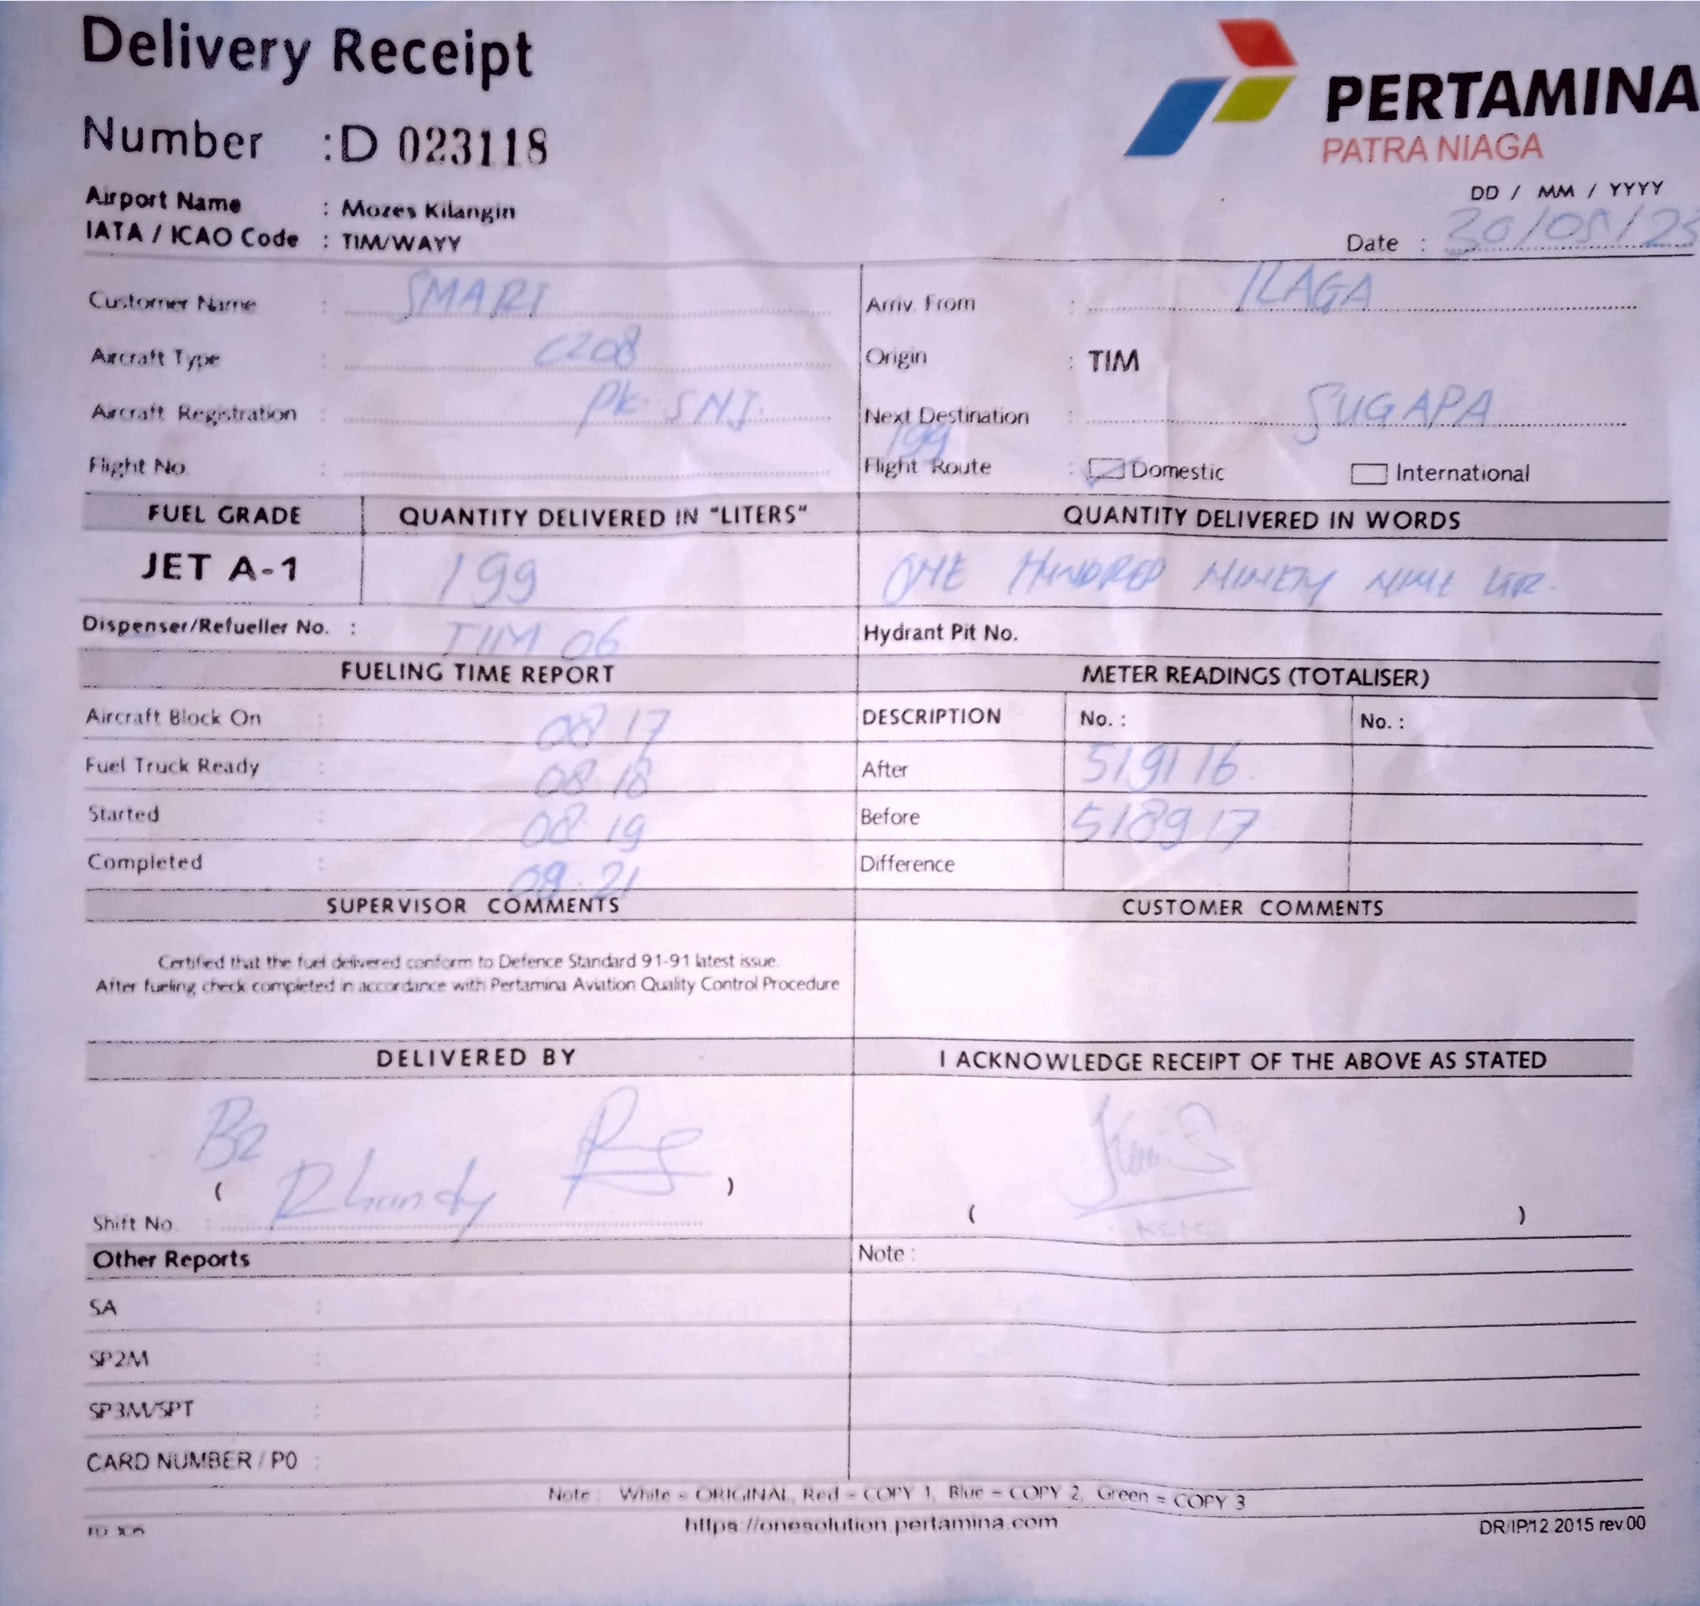 Delivery Receipt
PERTAMINA
PATRA NIAGA
Number :D 023118
DD / MM / YYYY
Airport Name : Mozes Kilangin
IATA / ICAO Code : TIM/WAYY
Date : 30/05/23
Customer Name : SMART
Arriv. From : ILAGA
Aircraft Type : C208
Origin : TIM
Aircraft Registration : PK-SNJ
Next Destination : SUGAPA
199
Flight No. :
Flight Route : Domestic International
FUEL GRADE QUANTITY DELIVERED IN "LITERS" QUANTITY DELIVERED IN WORDS
JET A-1 199 ONE HUNDRED NINETY NINE LTR.
Dispenser/Refueller No. : TIM 06
Hydrant Pit No.
FUELING TIME REPORT METER READINGS (TOTALISER)
Aircraft Block On : 08 17
DESCRIPTION No. : No. :
Fuel Truck Ready : 08 18
After 519116
Started : 08 19
Before 518917
Completed : 08.21
Difference
SUPERVISOR COMMENTS CUSTOMER COMMENTS
Certified that the fuel delivered conform to Defence Standard 91-91 latest issue.
After fueling check completed in accordance with Pertamina Aviation Quality Control Procedure
DELIVERED BY I ACKNOWLEDGE RECEIPT OF THE ABOVE AS STATED
B2
( Rhandy )
Shift No. :
( )
Other Reports
Note :
SA :
SP2M :
SP3M/SPT :
CARD NUMBER / PO :
Note : White = ORIGINAL, Red = COPY 1, Blue = COPY 2, Green = COPY 3
https://onesolution.pertamina.com
DR/IP/12.2015 rev 00